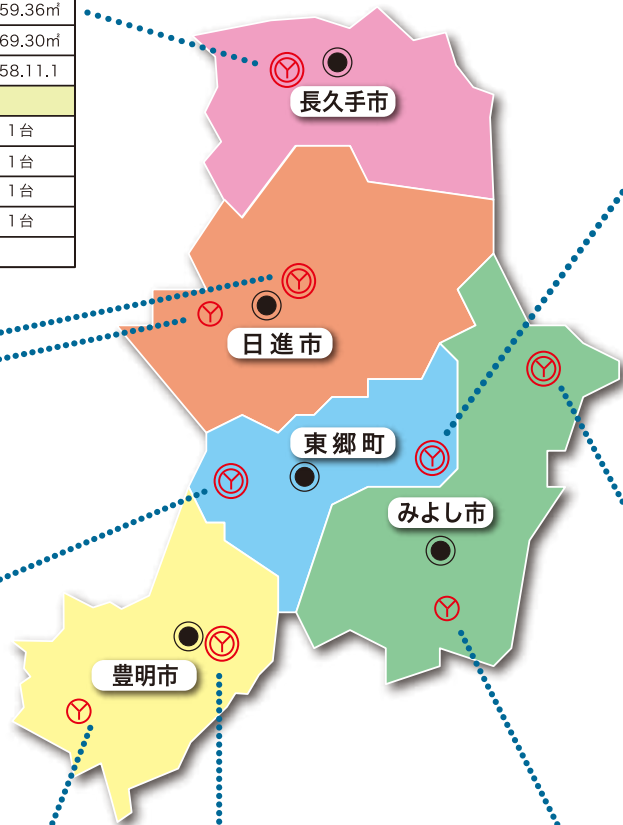 59.36㎡
69.30㎡
58.11.1
1台
1台
1台
1台
長久手市
日進市
東郷町
みよし市
豊明市